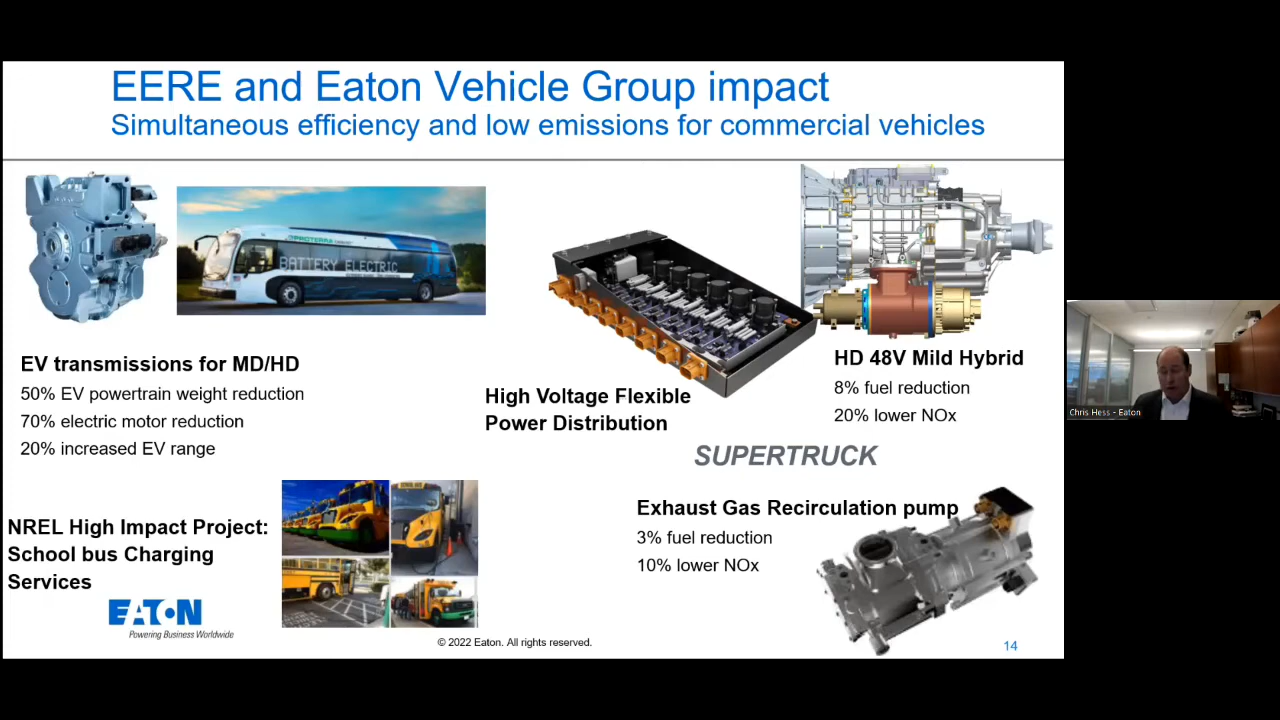 EERE and Eaton Vehicle Group impact
Simultaneous efficiency and low emissions for commercial vehicles
PROTERRA
BATTERY ELECTRIC
EV transmissions for MD/HD
50% EV powertrain weight reduction
70% electric motor reduction
20% increased EV range
High Voltage Flexible
Power Distribution
HD 48V Mild Hybrid
8% fuel reduction
20% lower NOx
SUPERTRUCK
Exhaust Gas Recirculation pump
3% fuel reduction
10% lower NOx
NREL High Impact Project:
School bus Charging
Services
EATON
Powering Business Worldwide
© 2022 Eaton. All rights reserved.
14
Chris Hess - Eaton